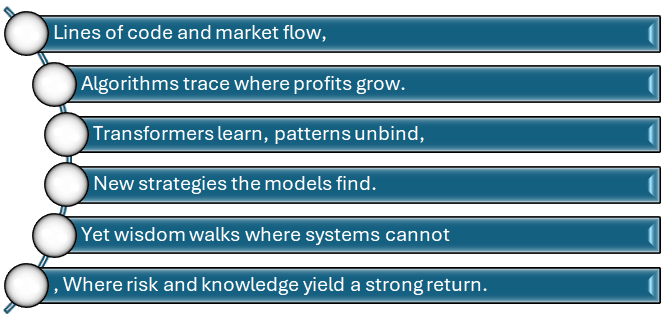 Lines of code and market flow,
Algorithms trace where profits grow.
Transformers learn, patterns unbind,
New strategies the models find.
Yet wisdom walks where systems cannot
, Where risk and knowledge yield a strong return.